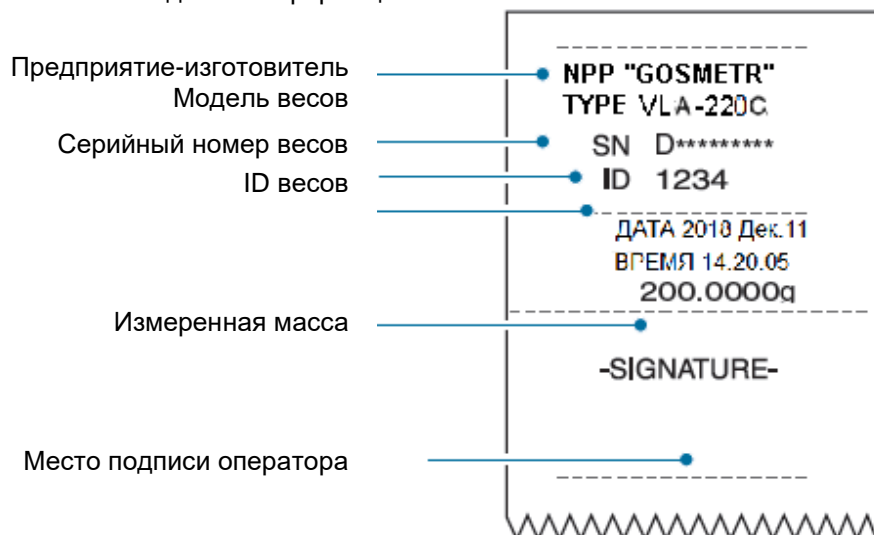 Предприятие-изготовитель
Модель весов
Серийный номер весов
ID весов
Измеренная масса
Место подписи оператора
NPP "GOSMETR"
TYPE VLA-220C
SN D*********
ID 1234
ДАТА 2018 Дек.11
ВРЕМЯ 14.20.05
200.0000g
-SIGNATURE-